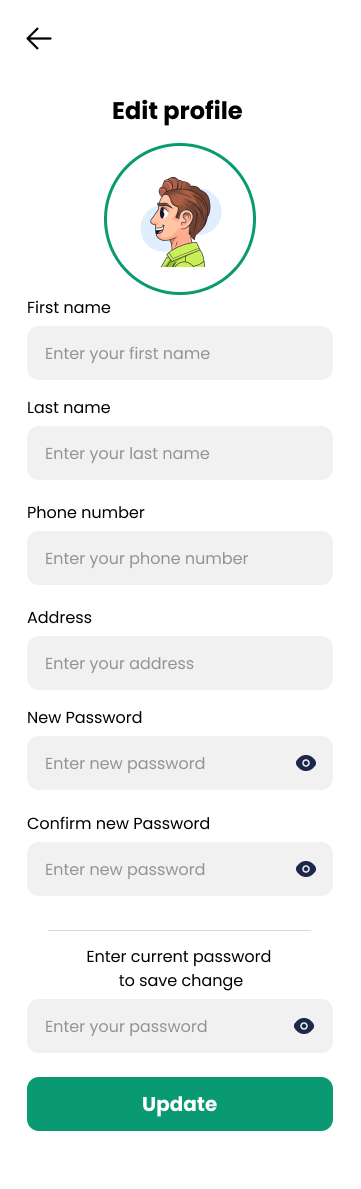 Edit profile
First name
Enter your first name
Last name
Enter your last name
Phone number
Enter your phone number
Address
Enter your address
New Password
Enter new password
Confirm new Password
Enter new password
Enter current password
to save change
Enter your password
Update